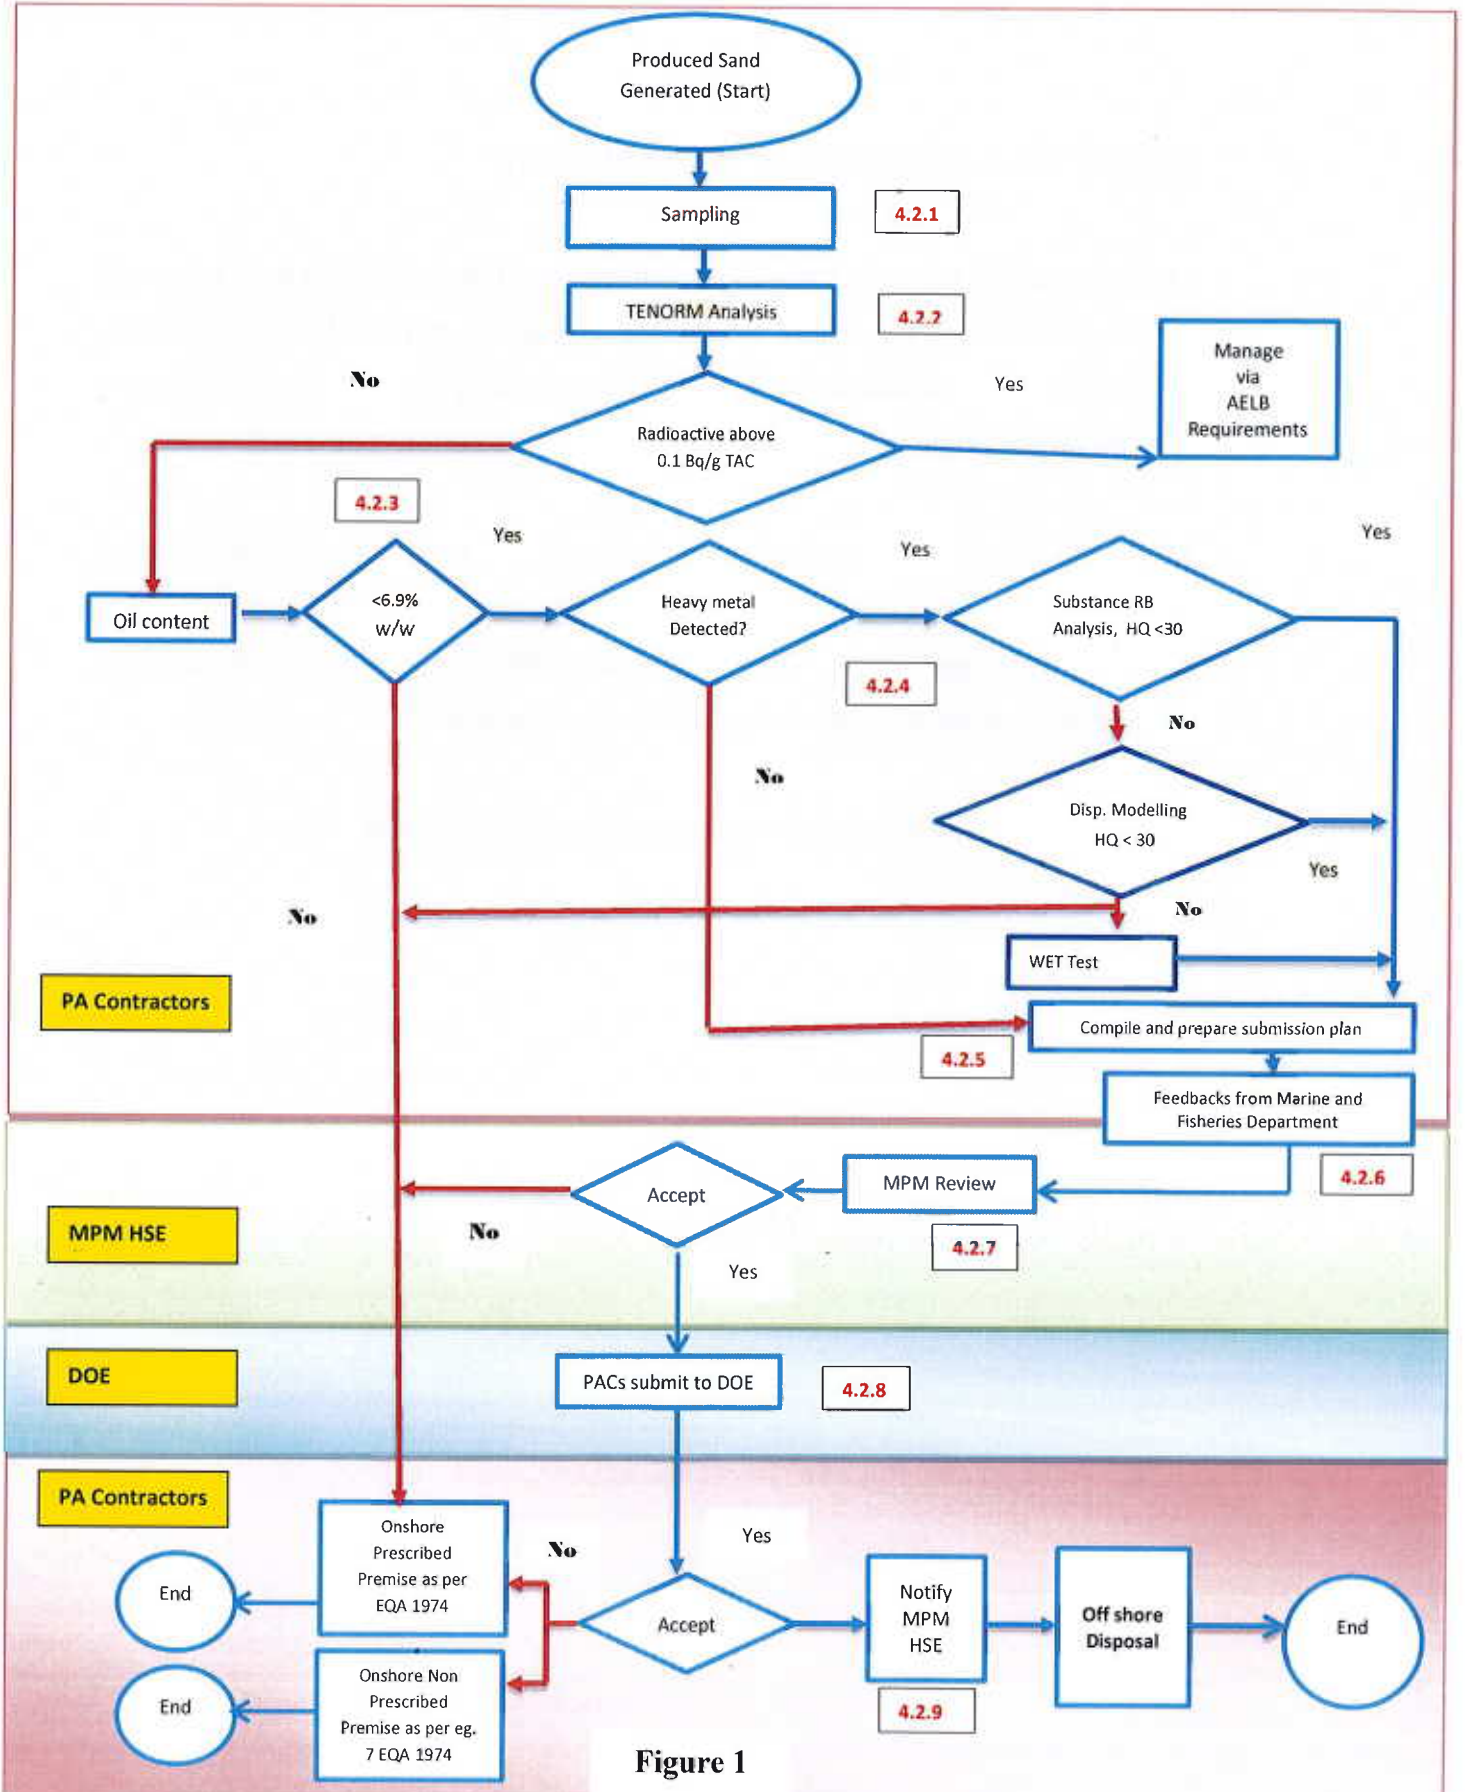 Produced Sand
Generated (Start)
Sampling
4.2.1
TENORM Analysis
4.2.2
Manage
via
AELB
Requirements
No
Yes
Radioactive above
0.1 Bq/g TAC
4.2.3
Yes
Yes
Yes
Oil content
<6.9%
w/w
Heavy metal
Detected?
Substance RB
Analysis, HQ <30
4.2.4
No
No
Disp. Modelling
HQ < 30
Yes
No
No
WET Test
PA Contractors
Compile and prepare submission plan
4.2.5
Feedbacks from Marine and
Fisheries Department
4.2.6
MPM Review
Accept
MPM HSE
No
4.2.7
Yes
DOE
PACs submit to DOE
4.2.8
PA Contractors
Onshore
Prescribed
Premise as per
EQA 1974
No
Yes
End
Accept
Notify
MPM
HSE
Off shore
Disposal
End
Onshore Non
Prescribed
Premise as per eg.
7 EQA 1974
End
4.2.9
Figure 1